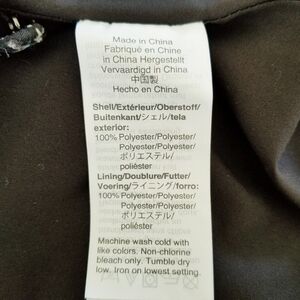 Made in China
Fabriqué en Chine
in China Hergestellt
Vervaardigd in China
中国製
Hecho en China
Shell/Extérieur/Oberstoff/
Buitenkant/シェル/tela
exterior:
100% Polyester/Polyester/
Polyester/Polyester/
ポリエステル/
poliéster
Lining/Doublure/Futter/
Voering/ライニング/forro:
100% Polyester/Polyester/
Polyester/Polyester/
ポリエステル/
poliéster
Machine wash cold with
like colors. Non-chlorine
bleach only. Tumble dry
low. Iron on lowest setting.